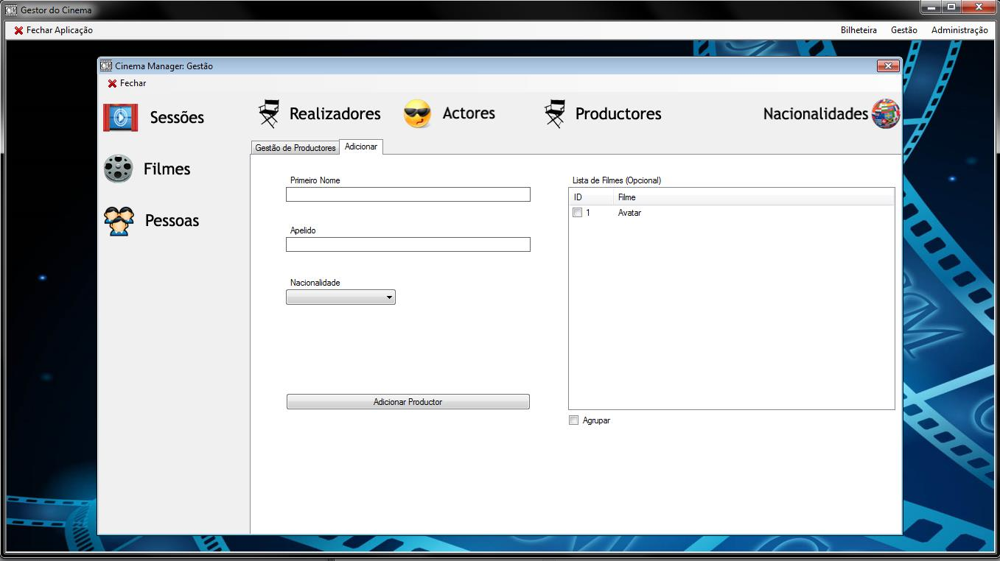 Gestor do Cinema
Fechar Aplicação
Bilheteira Gestão Administração
Cinema Manager: Gestão
Fechar
Sessões
Filmes
Pessoas
Realizadores Actores Productores Nacionalidades
Gestão de Productores Adicionar
Primeiro Nome
Apelido
Nacionalidade
Adicionar Productor
Lista de Filmes (Opcional)
ID Filme
1 Avatar
Agrupar